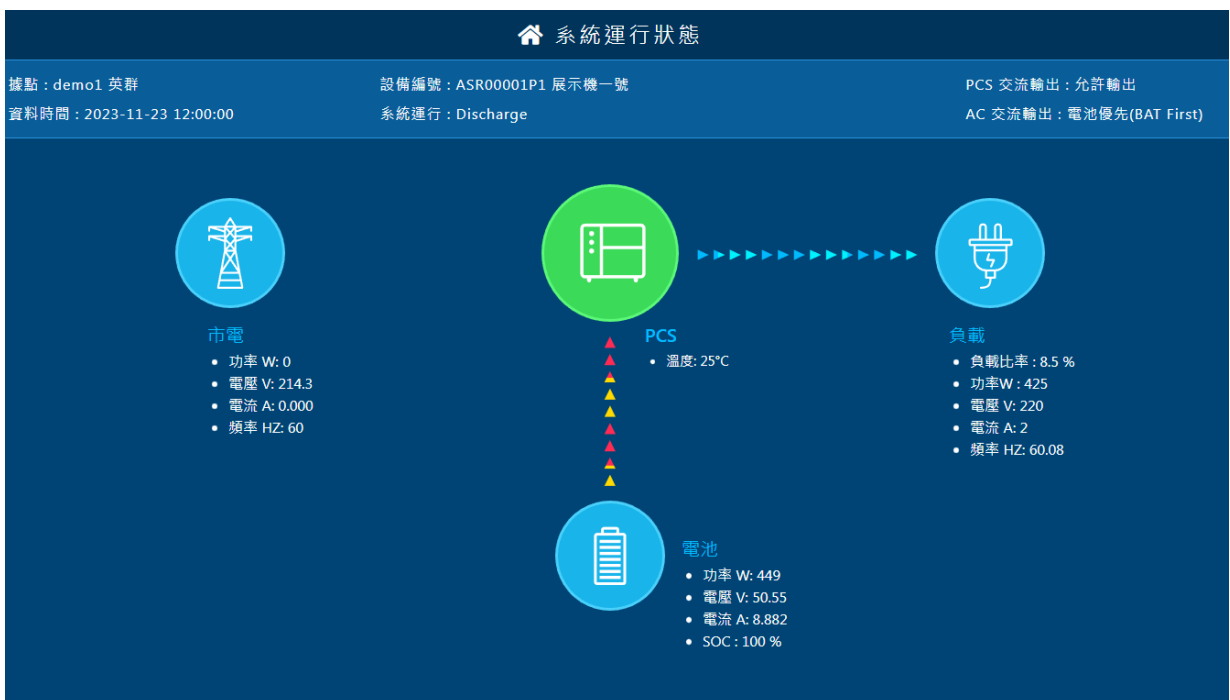 系統運行狀態
據點 : demo1 英群
設備編號 : ASR00001P1 展示機一號
PCS 交流輸出 : 允許輸出
資料時間 : 2023-11-23 12:00:00
系統運行 : Discharge
AC 交流輸出 : 電池優先(BAT First)
市電
功率 W: 0
電壓 V: 214.3
電流 A: 0.000
頻率 HZ: 60
PCS
溫度: 25°C
負載
負載比率 : 8.5 %
功率W : 425
電壓 V: 220
電流 A: 2
頻率 HZ: 60.08
電池
功率 W: 449
電壓 V: 50.55
電流 A: 8.882
SOC : 100 %